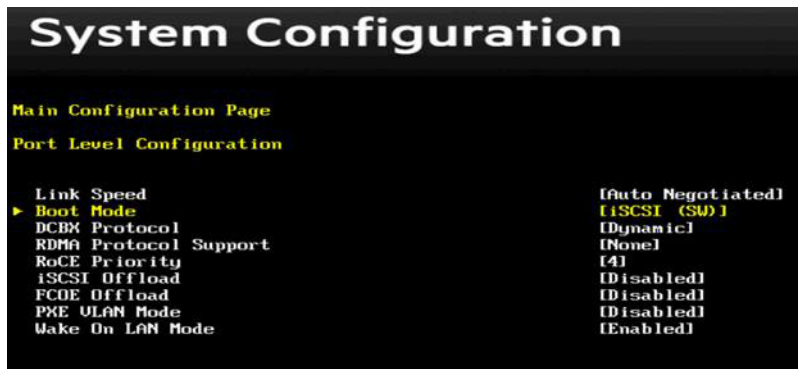 System Configuration
Main Configuration Page
Port Level Configuration
Link Speed [Auto Negotiated]
► Boot Mode [iSCSI (SW)]
DCBX Protocol [Dynamic]
RDMA Protocol Support [None]
RoCE Priority [4]
iSCSI Offload [Disabled]
FCOE Offload [Disabled]
PXE VLAN Mode [Disabled]
Wake On LAN Mode [Enabled]